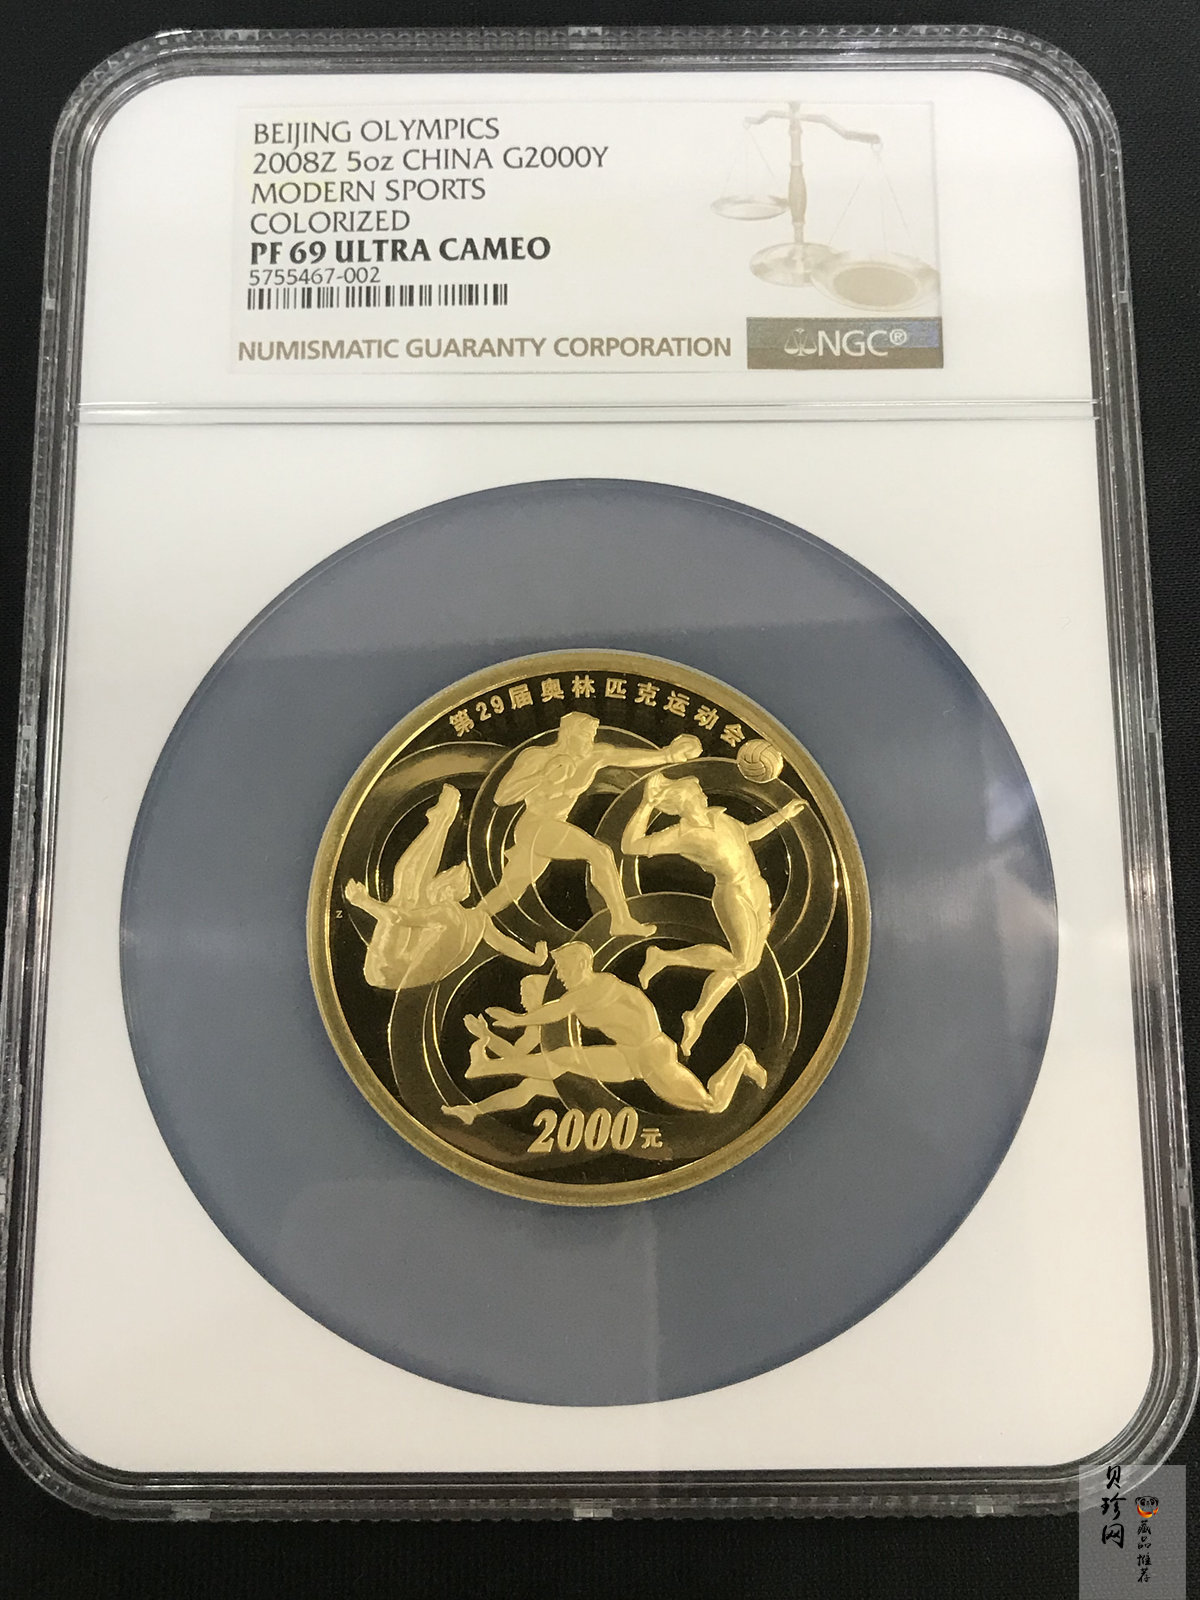 BEIJING OLYMPICS
2008Z 5oz CHINA G2000Y
MODERN SPORTS
COLORIZED
PF 69 ULTRA CAMEO
5755467-002
NUMISMATIC GUARANTY CORPORATION
NGC®
第29届奥林匹克运动会
Z
2000元
贝珍网
藏品推荐